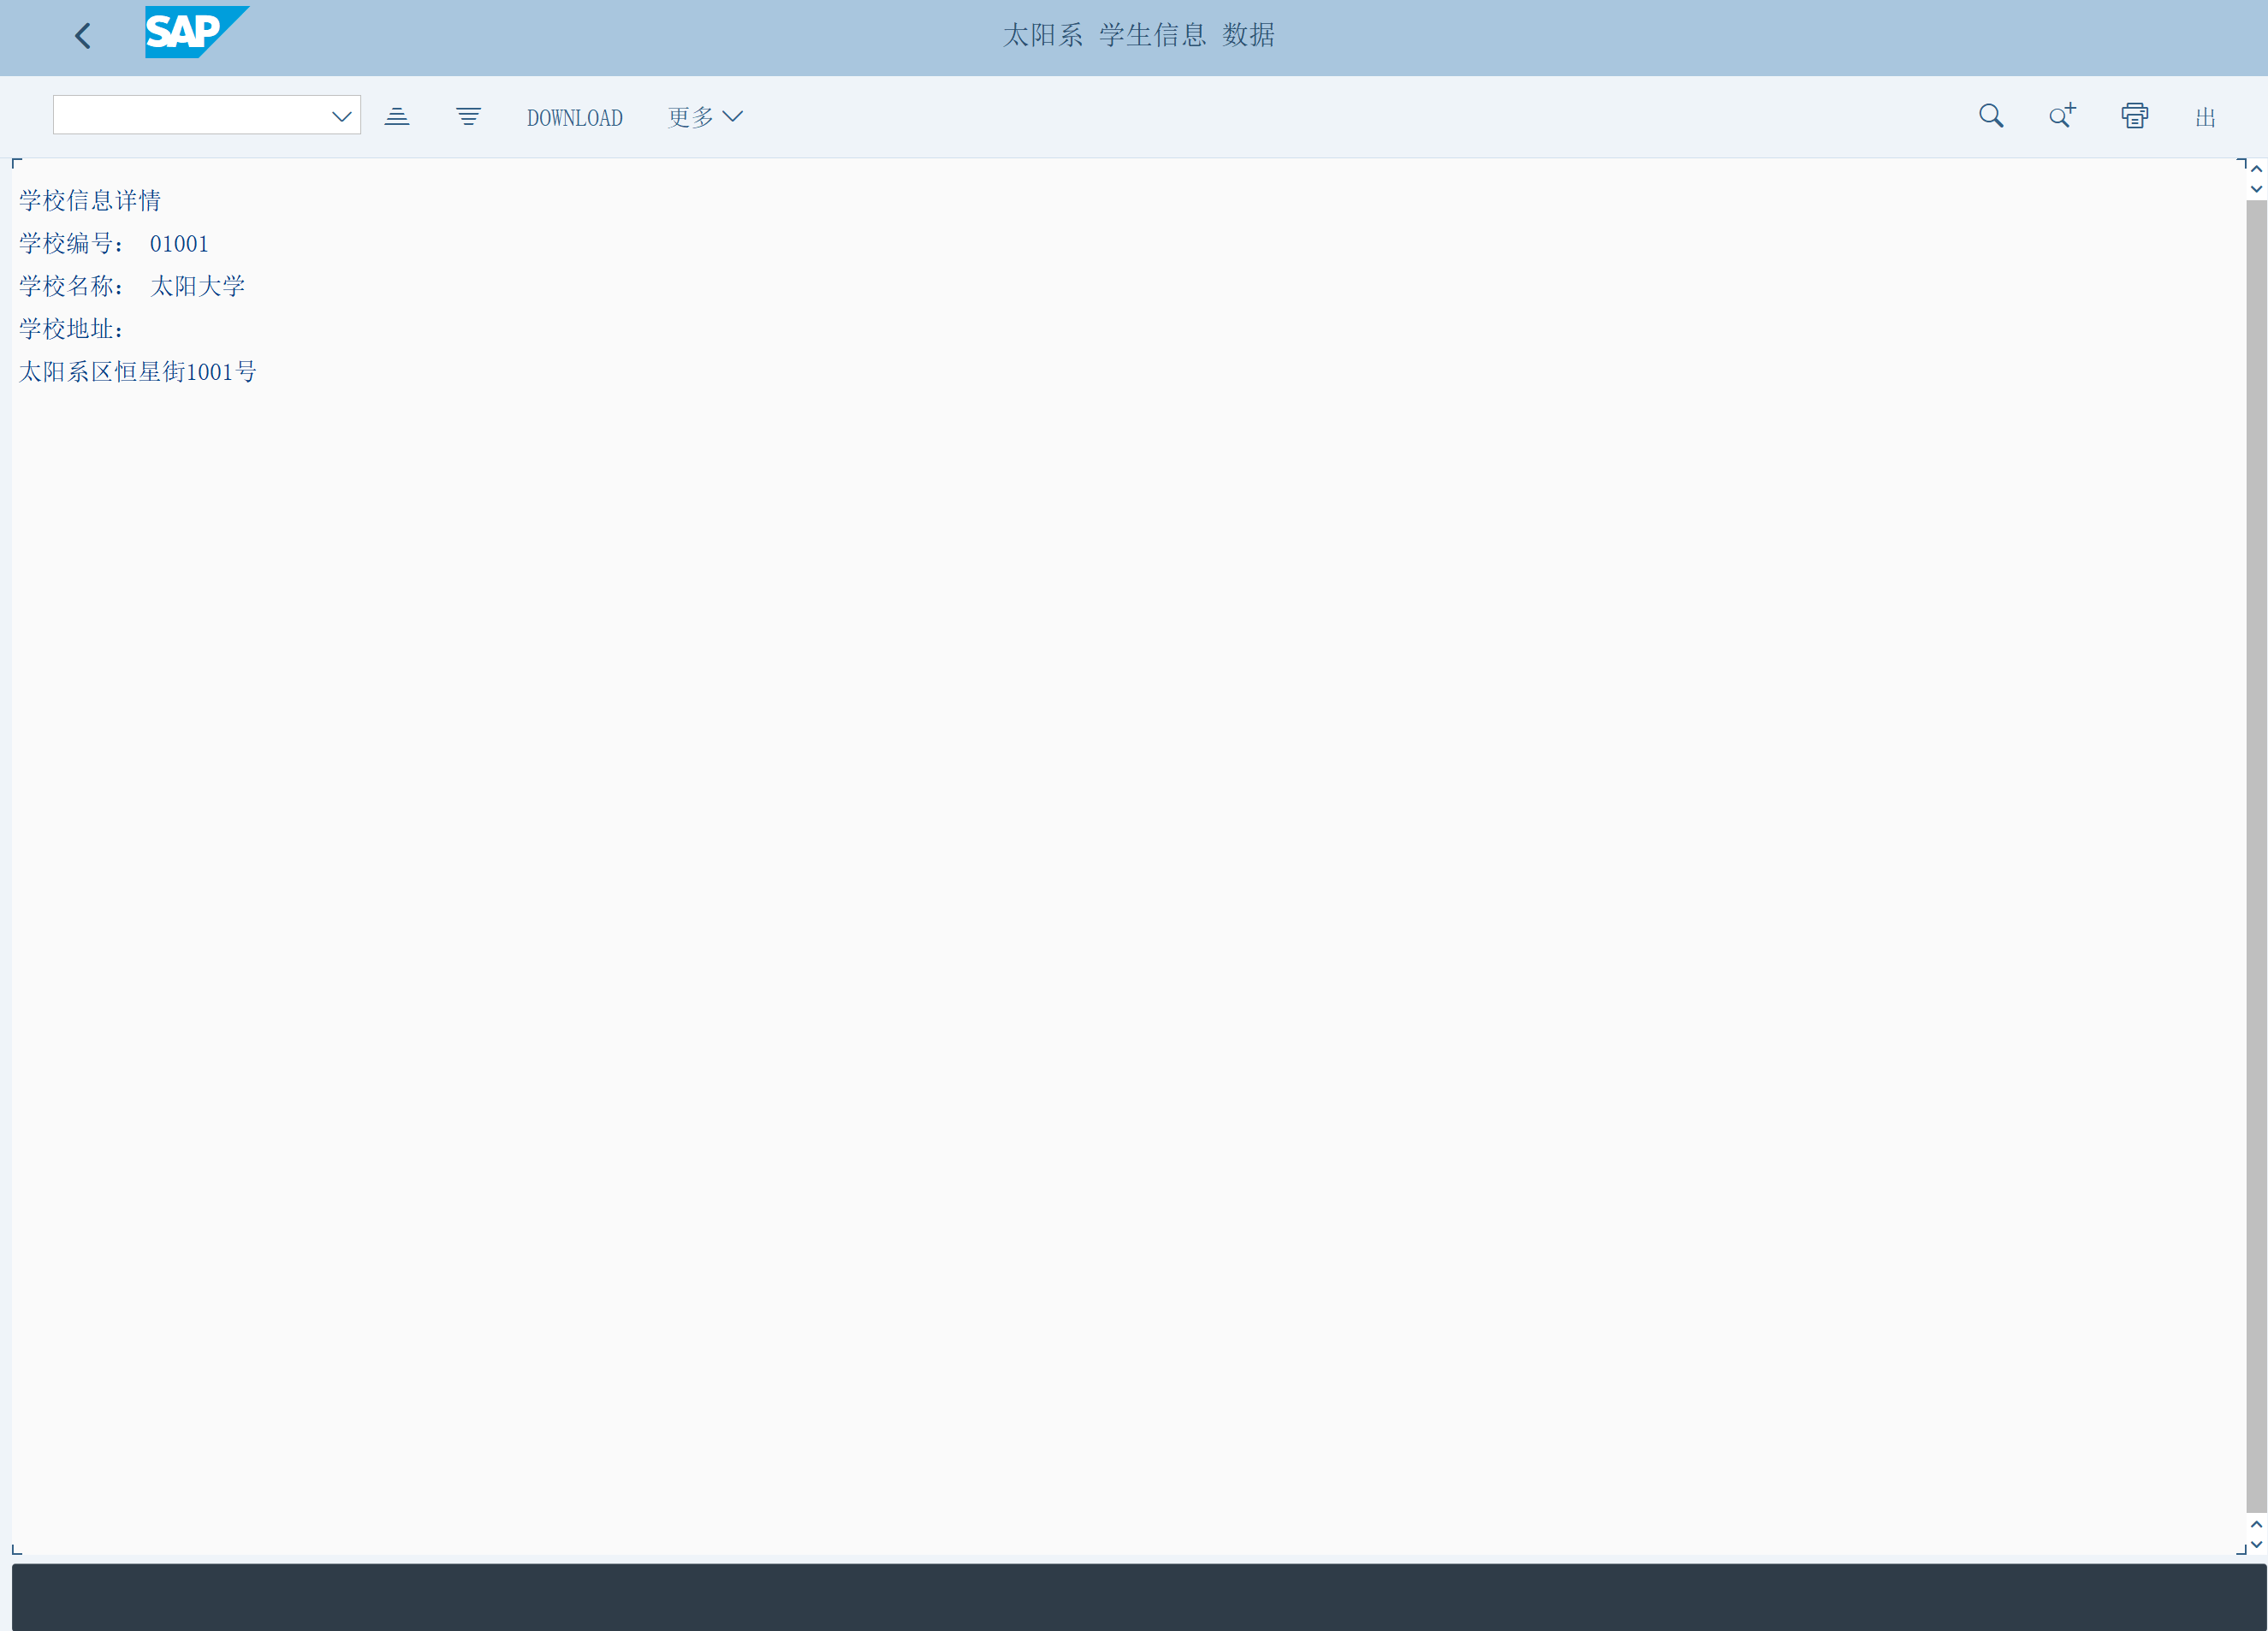 SAP
太阳系 学生信息 数据
DOWNLOAD 更多 出
学校信息详情
学校编号： 01001
学校名称： 太阳大学
学校地址：
太阳系区恒星街1001号